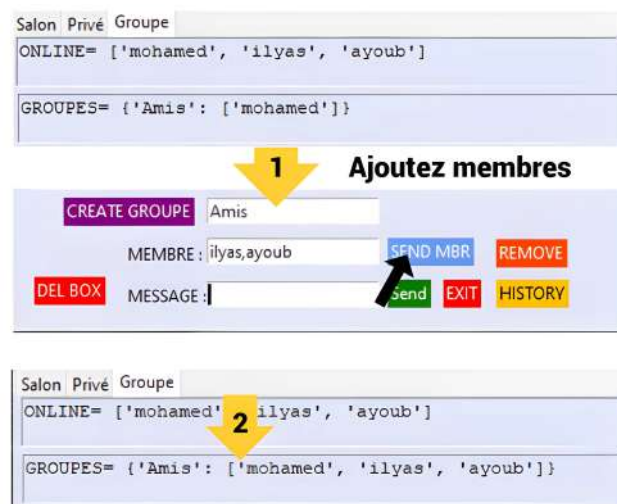 Salon Privé Groupe
ONLINE= ['mohamed', 'ilyas', 'ayoub']
GROUPES= {'Amis': ['mohamed']}
1 Ajoutez membres
CREATE GROUPE Amis
MEMBRE : ilyas,ayoub SEND MBR REMOVE
DEL BOX MESSAGE : Send EXIT HISTORY
Salon Privé Groupe
ONLINE= ['mohamed' 2 ilyas', 'ayoub']
GROUPES= {'Amis': ['mohamed', 'ilyas', 'ayoub']}